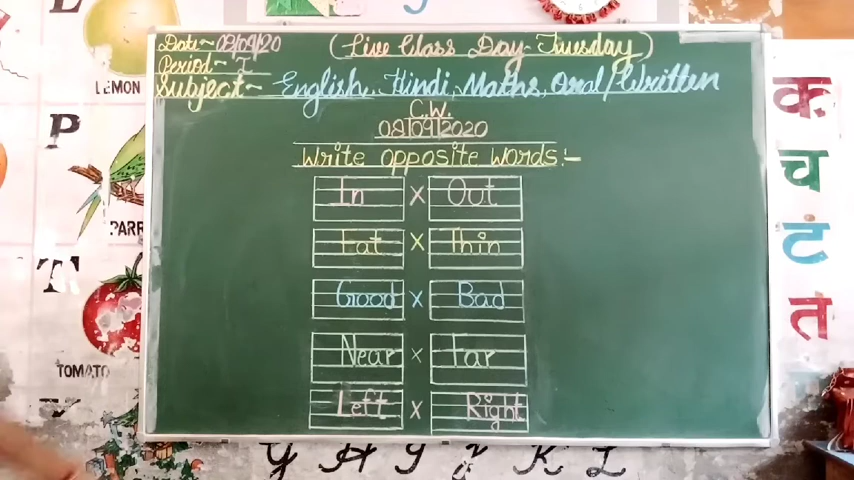 Date~ 08/09/20 (Live Class Day-Tuesday)
Period~ I
Subject~ English, Hindi, Maths, Oral/Written
C.W.
08/09/2020
Write opposite words:-
In × Out
Fat × Thin
Good × Bad
Near × Far
Left × Right
L
LEMON
P
PARR
T
TOMATO
V
क
च
ट
त